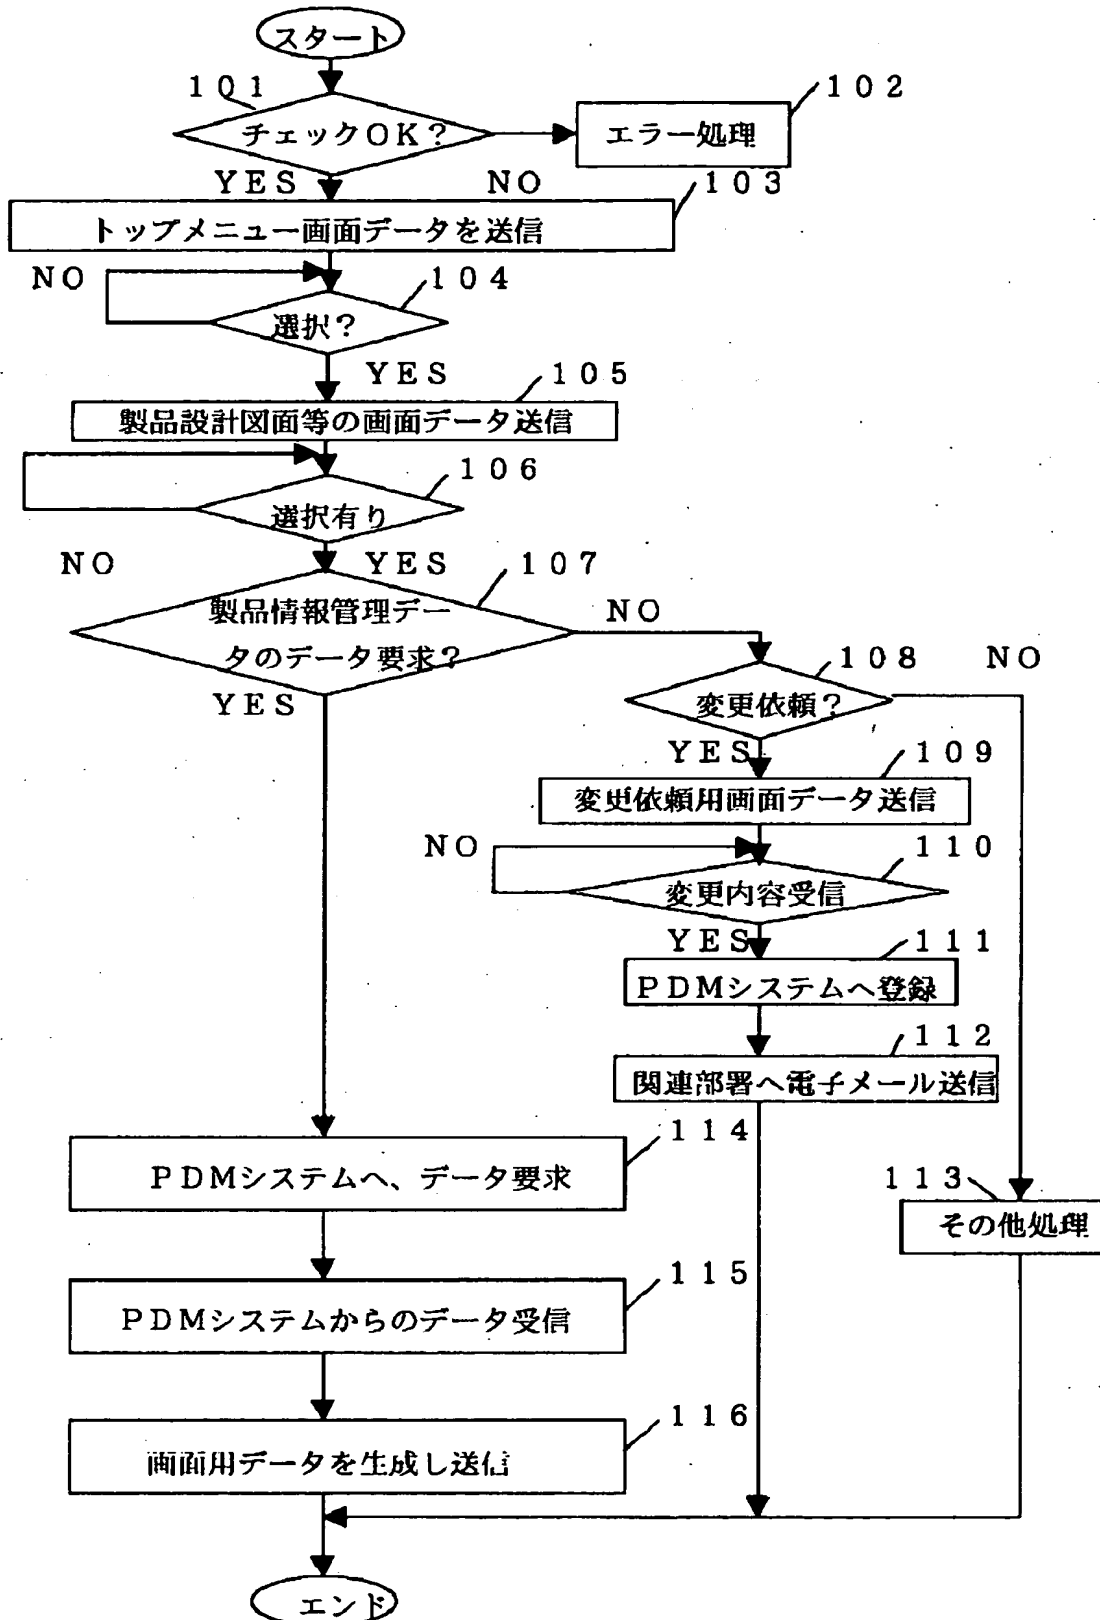 スタート
101
102
チェックOK?
エラー処理
YES
NO
103
トップメニュー画面データを送信
NO
104
選択?
YES
105
製品設計図面等の画面データ送信
106
選択有り
NO
YES
107
製品情報管理デー
タのデータ要求?
NO
YES
108
NO
変更依頼?
YES
109
変更依頼用画面データ送信
NO
110
変更内容受信
YES
111
PDMシステムへ登録
112
関連部署へ電子メール送信
114
PDMシステムへ、データ要求
113
その他処理
115
PDMシステムからのデータ受信
116
画面用データを生成し送信
エンド